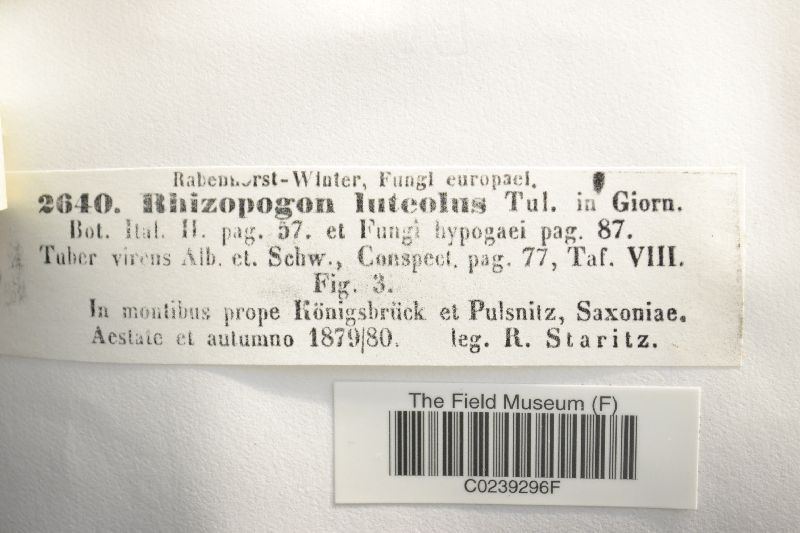 Rabenhorst-Winter, Fungi europaei.
2640. Rhizopogon luteolus Tul. in Giorn.
Bot. Ital. II. pag. 57. et Fungi hypogaei pag. 87.
Tuber virens Alb. et. Schw., Conspect. pag. 77, Taf. VIII.
Fig. 3.
In montibus prope Königsbrück et Pulsnitz, Saxoniae.
Aestate et autumno 1879/80. leg. R. Staritz.
The Field Museum (F)
C0239296F